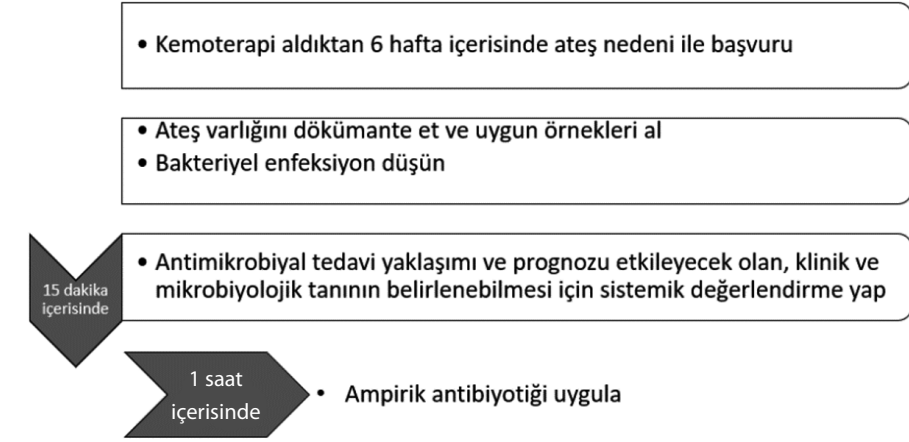 • Kemoterapi aldıktan 6 hafta içerisinde ateş nedeni ile başvuru
• Ateş varlığını dökümante et ve uygun örnekleri al
• Bakteriyel enfeksiyon düşün
15 dakika
içerisinde
• Antimikrobiyal tedavi yaklaşımı ve prognozu etkileyecek olan, klinik ve
mikrobiyolojik tanının belirlenebilmesi için sistemik değerlendirme yap
1 saat
içerisinde
• Ampirik antibiyotiği uygula